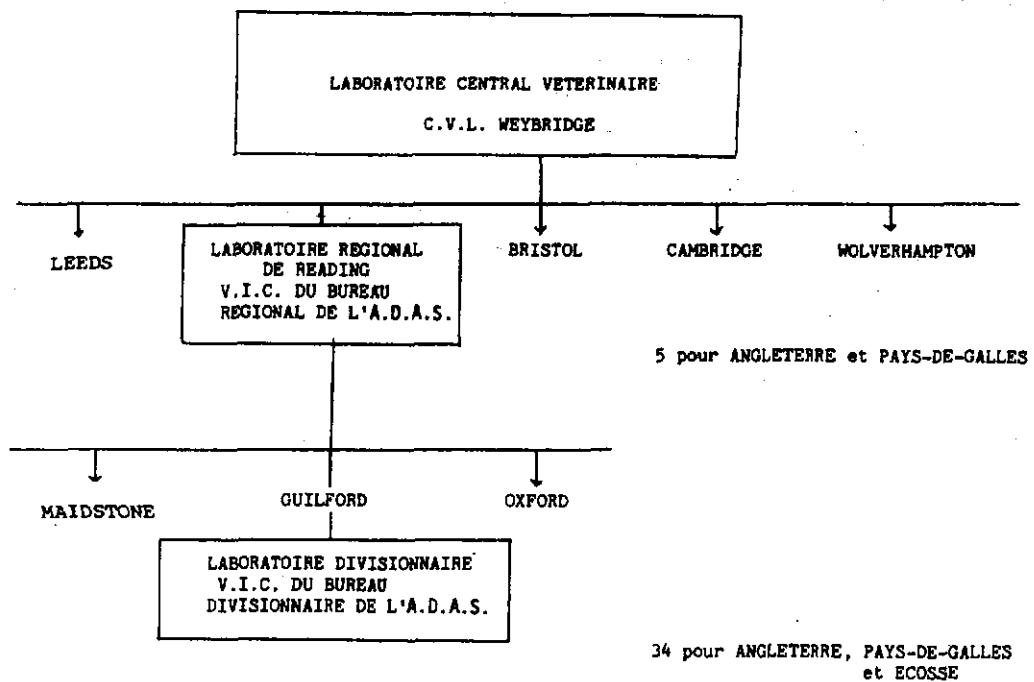 LABORATOIRE CENTRAL VETERINAIRE
C.V.L. WEYBRIDGE
LEEDS
LABORATOIRE REGIONAL
DE READING
V.I.C. DU BUREAU
REGIONAL DE L'A.D.A.S.
BRISTOL
CAMBRIDGE
WOLVERHAMPTON
5 pour ANGLETERRE et PAYS-DE-GALLES
MAIDSTONE
GUILFORD
OXFORD
LABORATOIRE DIVISIONNAIRE
V.I.C. DU BUREAU
DIVISIONNAIRE DE L'A.D.A.S.
34 pour ANGLETERRE, PAYS-DE-GALLES
et ECOSSE